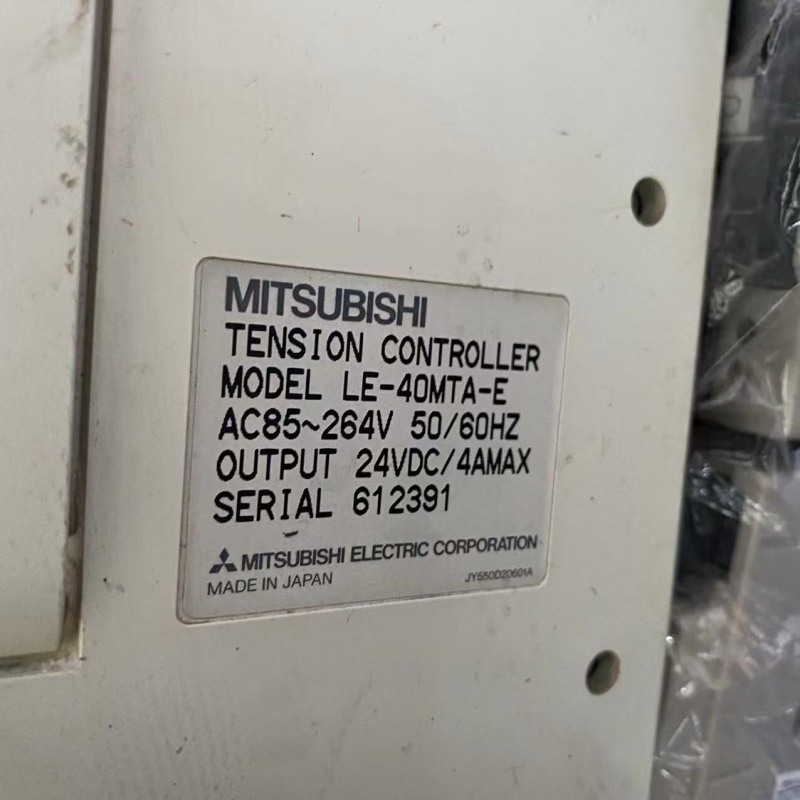 MITSUBISHI
TENSION CONTROLLER
MODEL LE-40MTA-E
AC85~264V 50/60HZ
OUTPUT 24VDC/4AMAX
SERIAL 612391
MITSUBISHI ELECTRIC CORPORATION
MADE IN JAPAN JY550D20601A